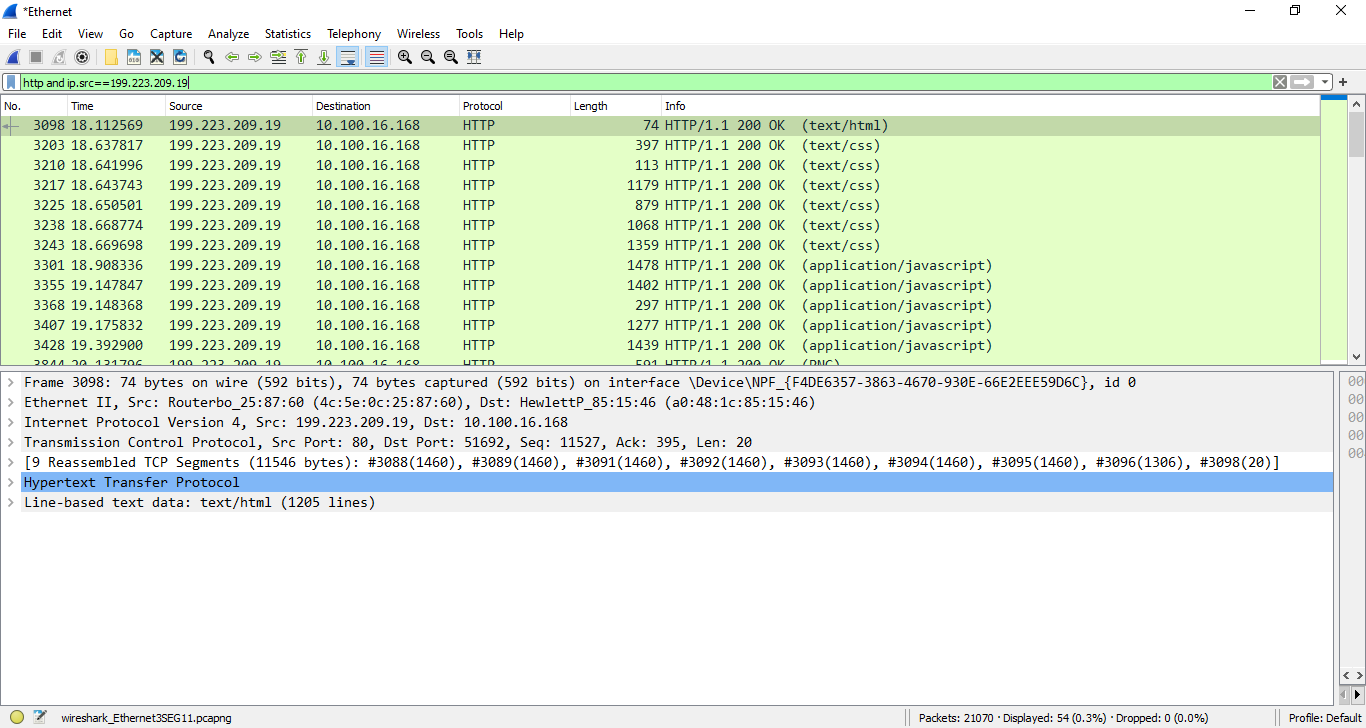 *Ethernet
File Edit View Go Capture Analyze Statistics Telephony Wireless Tools Help
http and ip.src==199.223.209.19
No. Time Source Destination Protocol Length Info
3098 18.112569 199.223.209.19 10.100.16.168 HTTP 74 HTTP/1.1 200 OK (text/html)
3203 18.637817 199.223.209.19 10.100.16.168 HTTP 397 HTTP/1.1 200 OK (text/css)
3210 18.641996 199.223.209.19 10.100.16.168 HTTP 113 HTTP/1.1 200 OK (text/css)
3217 18.643743 199.223.209.19 10.100.16.168 HTTP 1179 HTTP/1.1 200 OK (text/css)
3225 18.650501 199.223.209.19 10.100.16.168 HTTP 879 HTTP/1.1 200 OK (text/css)
3238 18.668774 199.223.209.19 10.100.16.168 HTTP 1068 HTTP/1.1 200 OK (text/css)
3243 18.669698 199.223.209.19 10.100.16.168 HTTP 1359 HTTP/1.1 200 OK (text/css)
3301 18.908336 199.223.209.19 10.100.16.168 HTTP 1478 HTTP/1.1 200 OK (application/javascript)
3355 19.147847 199.223.209.19 10.100.16.168 HTTP 1402 HTTP/1.1 200 OK (application/javascript)
3368 19.148368 199.223.209.19 10.100.16.168 HTTP 297 HTTP/1.1 200 OK (application/javascript)
3407 19.175832 199.223.209.19 10.100.16.168 HTTP 1277 HTTP/1.1 200 OK (application/javascript)
3428 19.392900 199.223.209.19 10.100.16.168 HTTP 1439 HTTP/1.1 200 OK (application/javascript)
3844 20.131796 199.223.209.19 10.100.16.168 HTTP 591 HTTP/1.1 200 OK (PNG)
Frame 3098: 74 bytes on wire (592 bits), 74 bytes captured (592 bits) on interface \Device\NPF_{F4DE6357-3863-4670-930E-66E2EEE59D6C}, id 0
Ethernet II, Src: Routerbo_25:87:60 (4c:5e:0c:25:87:60), Dst: HewlettP_85:15:46 (a0:48:1c:85:15:46)
Internet Protocol Version 4, Src: 199.223.209.19, Dst: 10.100.16.168
Transmission Control Protocol, Src Port: 80, Dst Port: 51692, Seq: 11527, Ack: 395, Len: 20
[9 Reassembled TCP Segments (11546 bytes): #3088(1460), #3089(1460), #3091(1460), #3092(1460), #3093(1460), #3094(1460), #3095(1460), #3096(1306), #3098(20)]
Hypertext Transfer Protocol
Line-based text data: text/html (1205 lines)
00
00
00
00
00
wireshark_Ethernet3SEG11.pcapng Packets: 21070 · Displayed: 54 (0.3%) · Dropped: 0 (0.0%) Profile: Default